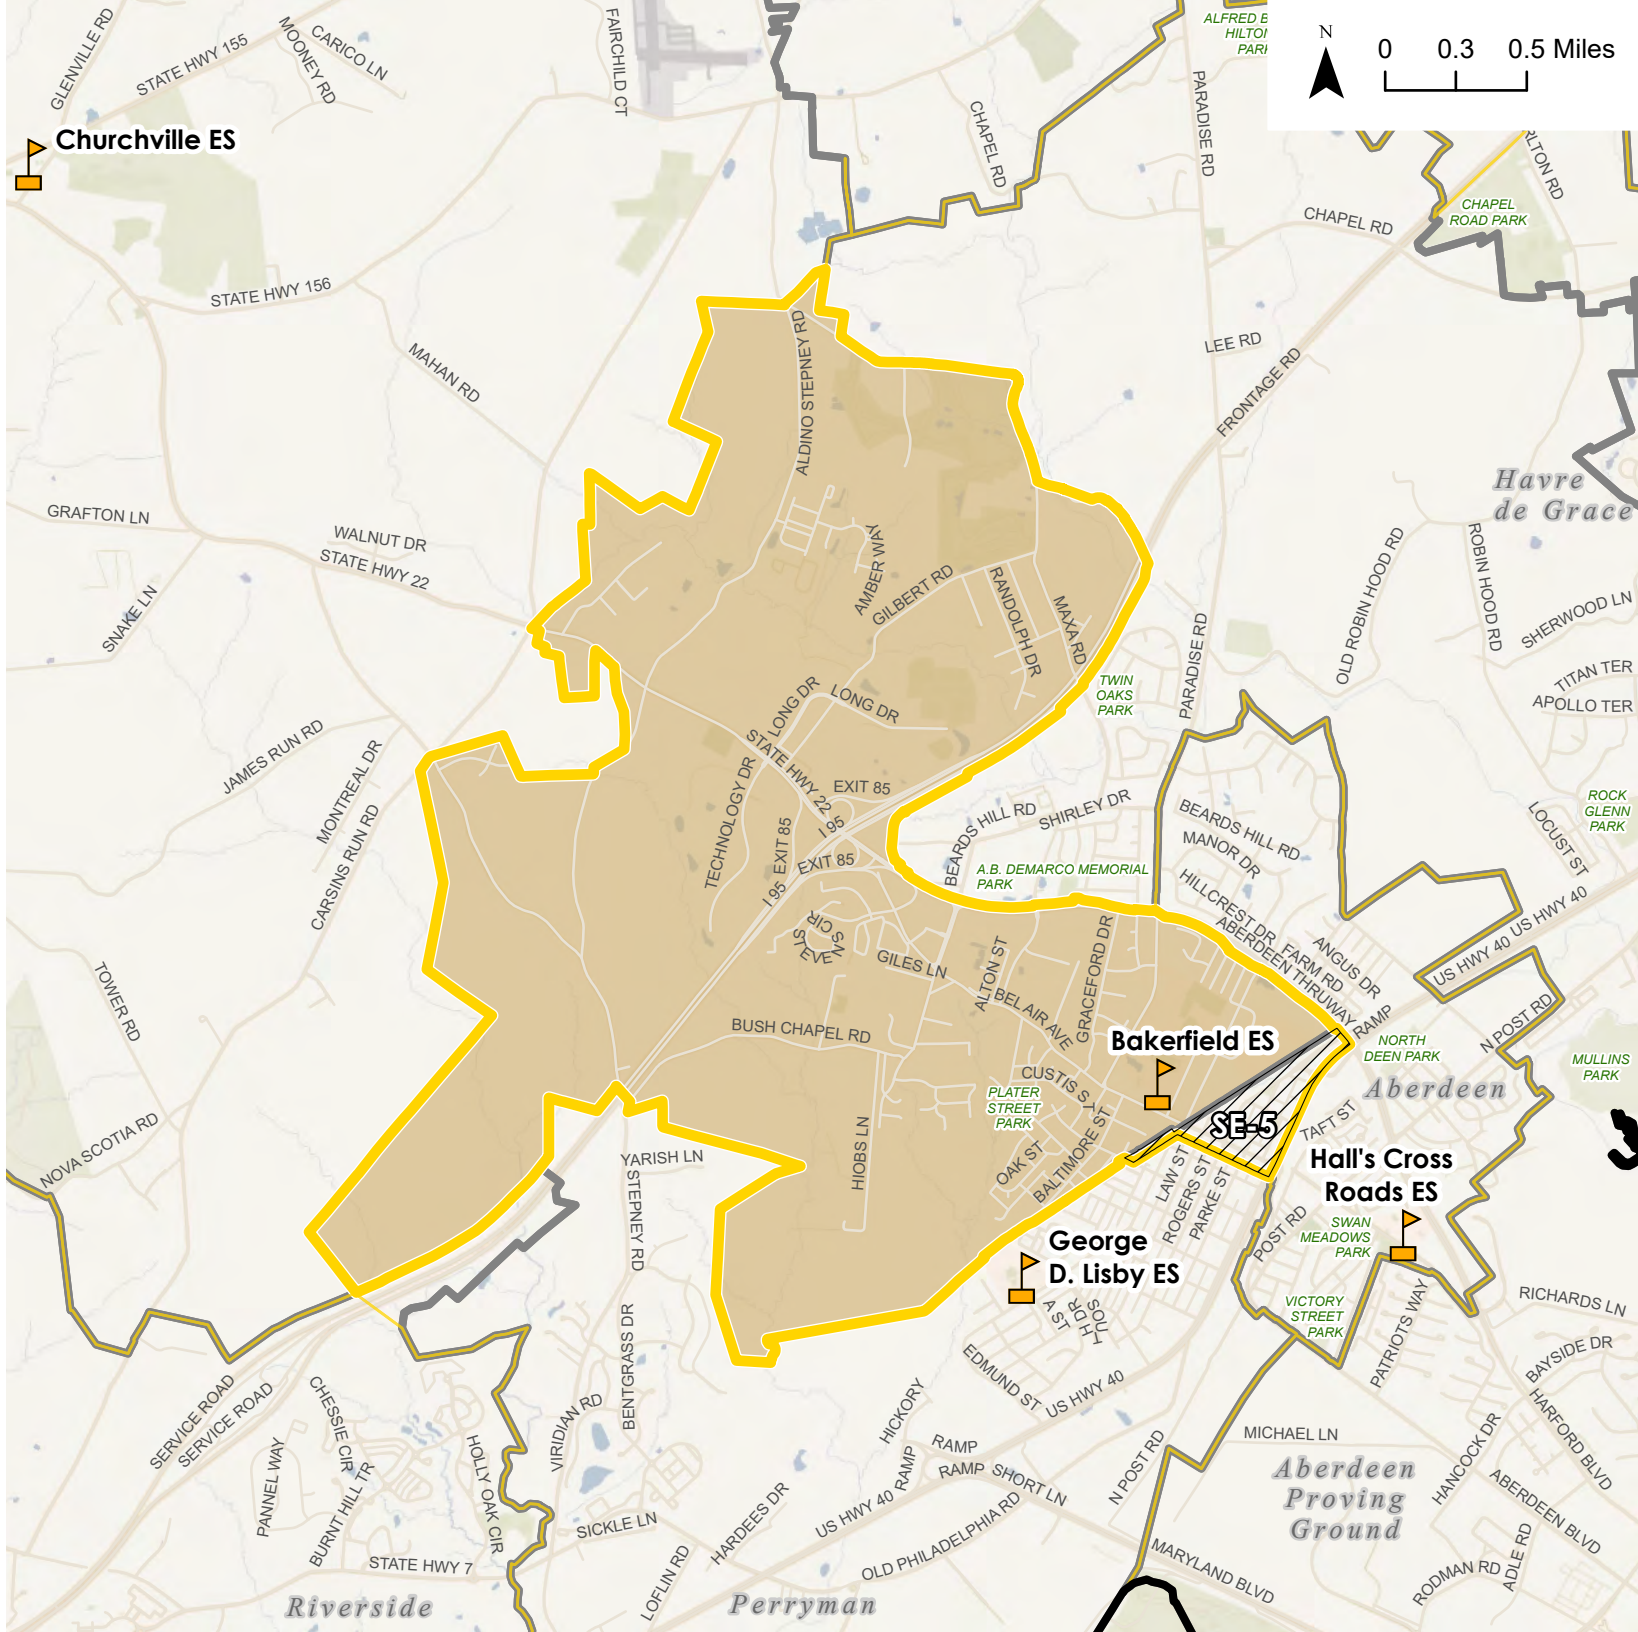 GLENVILLE RD
STATE HWY 155
MOONEY RD
CARICO LN
FAIRCHILD CT
ALFRED B
HILTON
PARK
N
0 0.3 0.5 Miles
Churchville ES
PARADISE RD
CHAPEL RD
CHAPEL RD
CHAPEL
ROAD PARK
STATE HWY 156
MAHAN RD
ALDINO STEPNEY RD
LEE RD
FRONTAGE RD
Havre
de Grace
GRAFTON LN
WALNUT DR
STATE HWY 22
SNAKE LN
AMBER WAY
GILBERT RD
RANDOLPH DR
MAXA RD
OLD ROBIN HOOD RD
ROBIN HOOD RD
SHERWOOD LN
TITAN TER
APOLLO TER
PARADISE RD
TWIN
OAKS
PARK
LONG DR
LONG DR
STATE HWY 22
JAMES RUN RD
MONTREAL DR
CARSINS RUN RD
TECHNOLOGY DR
EXIT 85
EXIT 85
I 95
EXIT 85
I 95
BEARDS HILL RD
SHIRLEY DR
BEARDS HILL RD
MANOR DR
ROCK
GLENN
PARK
LOCUST ST
A.B. DEMARCO MEMORIAL
PARK
HILLCREST DR
ABERDEEN THRUWAY
FARM RD
ANGUS DR
US HWY 40
US HWY 40
STEVENS CIR
GILES LN
ALTON ST
GRACEFORD DR
BEL AIR AVE
TOWER RD
BUSH CHAPEL RD
RAMP
N POST RD
Bakerfield ES
NORTH
DEEN PARK
MULLINS
PARK
Aberdeen
CUSTIS ST
PLATER
STREET
PARK
SE-5
TAFT ST
NOVA SCOTIA RD
YARISH LN
STEPNEY RD
HIOBS LN
OAK ST
BALTIMORE ST
LAW ST
ROGERS ST
PARKE ST
Hall's Cross
Roads ES
POST RD
SWAN
MEADOWS
PARK
George
D. Lisby ES
A ST
VICTORY
STREET
PARK
PATRIOTS WAY
RICHARDS LN
BAYSIDE DR
BENTGRASS DR
EDMUND ST
US HWY 40
HICKORY
SERVICE ROAD
SERVICE ROAD
CHESSIE CIR
VIRIDIAN RD
HARFORD BLVD
MICHAEL LN
HANCOCK DR
PANNEL WAY
BURNT HILL TR
HOLLY OAK CIR
RAMP
RAMP
RAMP
SHORT LN
N POST RD
Aberdeen
Proving
Ground
ABERDEEN BLVD
SICKLE LN
HARDEES DR
US HWY 40
OLD PHILADELPHIA RD
MARYLAND BLVD
STATE HWY 7
LOFLIN RD
RODMAN RD
ADLE RD
Riverside
Perryman